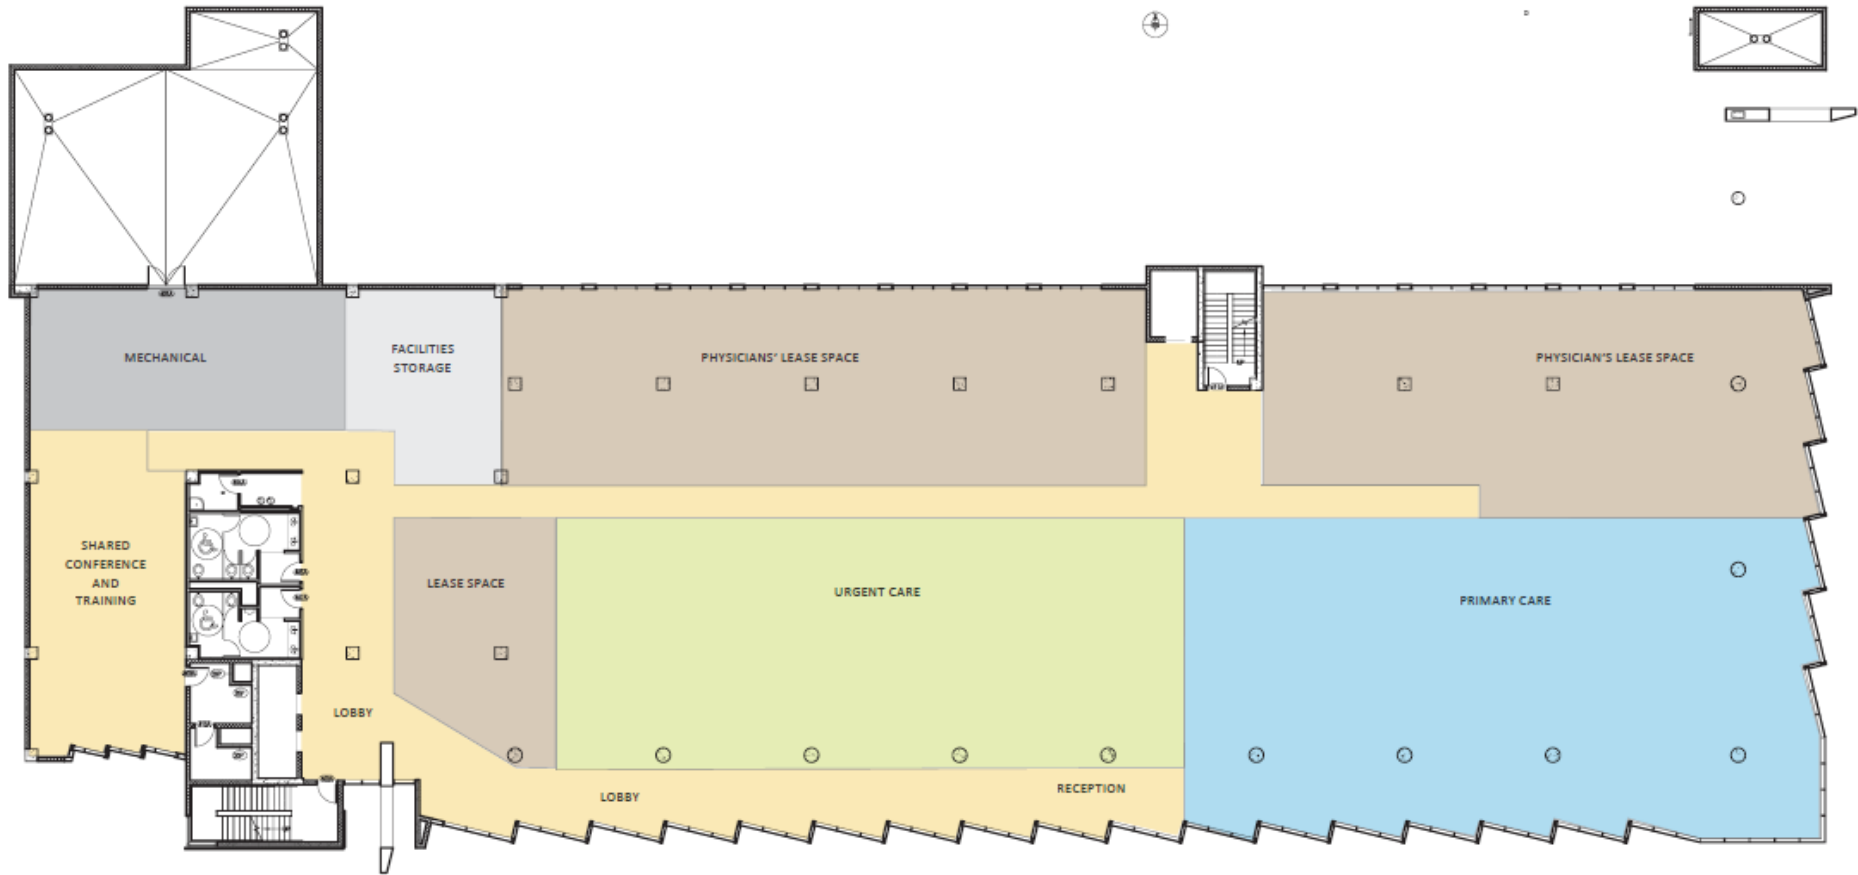 MECHANICAL
FACILITIES
STORAGE
PHYSICIANS' LEASE SPACE
PHYSICIAN'S LEASE SPACE
SHARED
CONFERENCE
AND
TRAINING
LEASE SPACE
URGENT CARE
PRIMARY CARE
LOBBY
LOBBY
RECEPTION